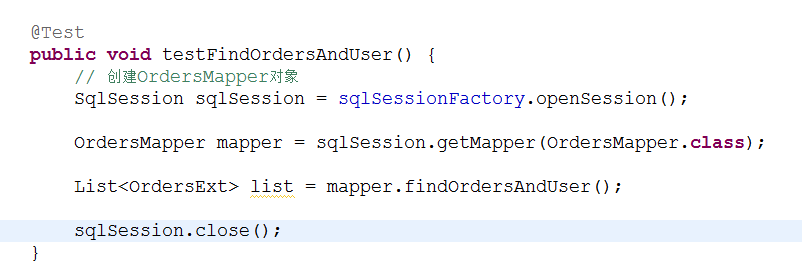 @Test
public void testFindOrdersAndUser() {
// 创建OrdersMapper对象
SqlSession sqlSession = sqlSessionFactory.openSession();
OrdersMapper mapper = sqlSession.getMapper(OrdersMapper.class);
List<OrdersExt> list = mapper.findOrdersAndUser();
sqlSession.close();
}